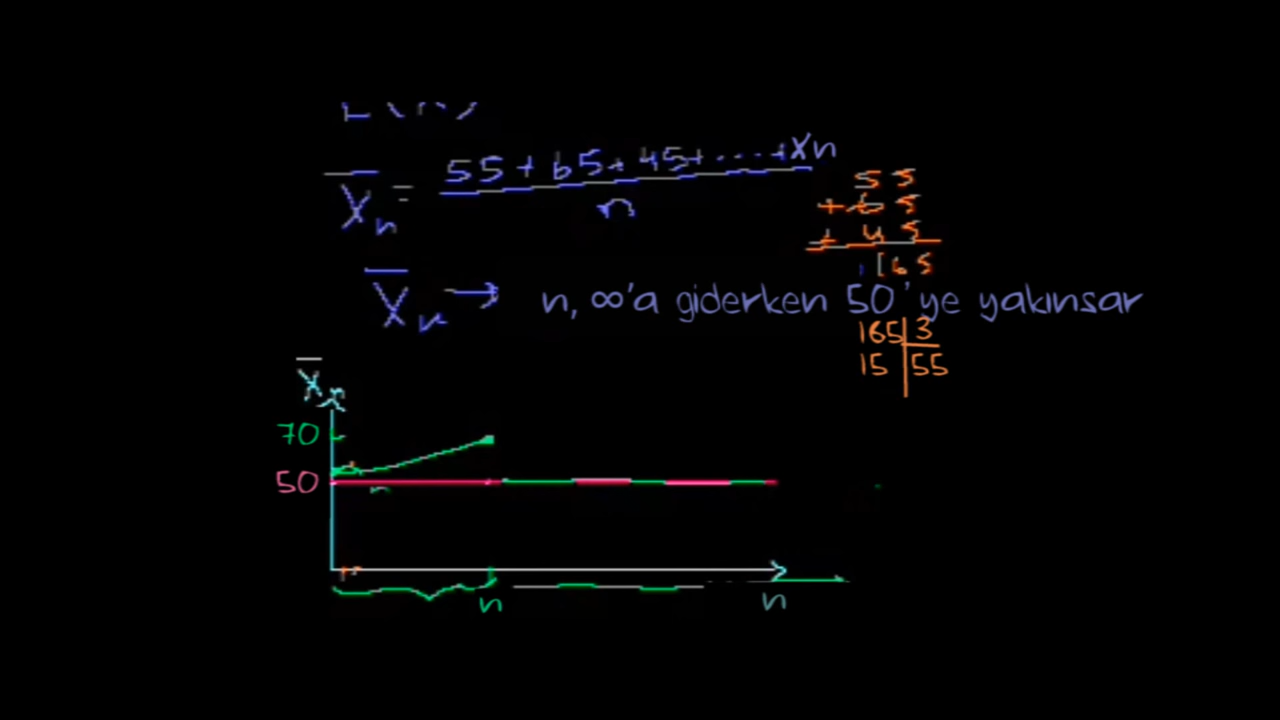 X̄n = 55 + 65 + 45 + ..... + Xn
n
55
+ 65
+ 45
165
X̄n → n, ∞'a giderken 50'ye yakınsar
165 3
15 55
X̄n
70
50
n
n n